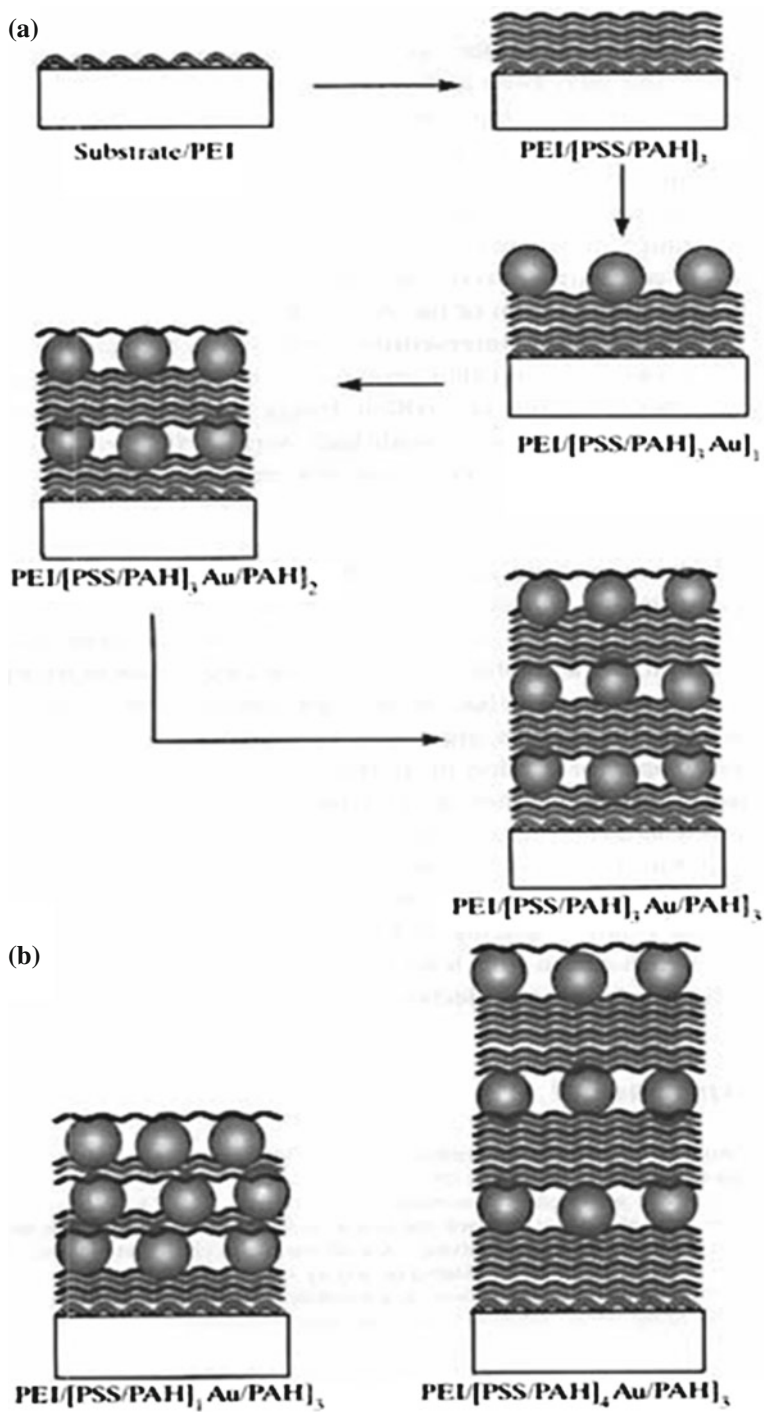 (a)
Substrate/PEI
PEI/[PSS/PAH]₃
PEI/[PSS/PAH]₃ Au]₁
PEI/[PSS/PAH]₃ Au/PAH]₂
PEI/[PSS/PAH]₃ Au/PAH]₃
(b)
PEI/[PSS/PAH]₁ Au/PAH]₃
PEI/[PSS/PAH]₄ Au/PAH]₃